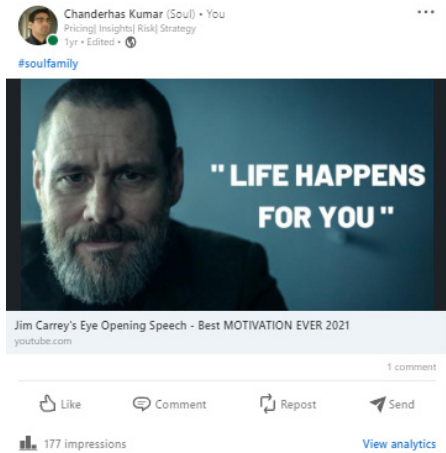 Chanderhas Kumar (Soul) • You
Pricing| Insights| Risk| Strategy
1yr • Edited •
#soulfamily
" LIFE HAPPENS
FOR YOU "
Jim Carrey's Eye Opening Speech - Best MOTIVATION EVER 2021
youtube.com
1 comment
Like Comment Repost Send
177 impressions View analytics